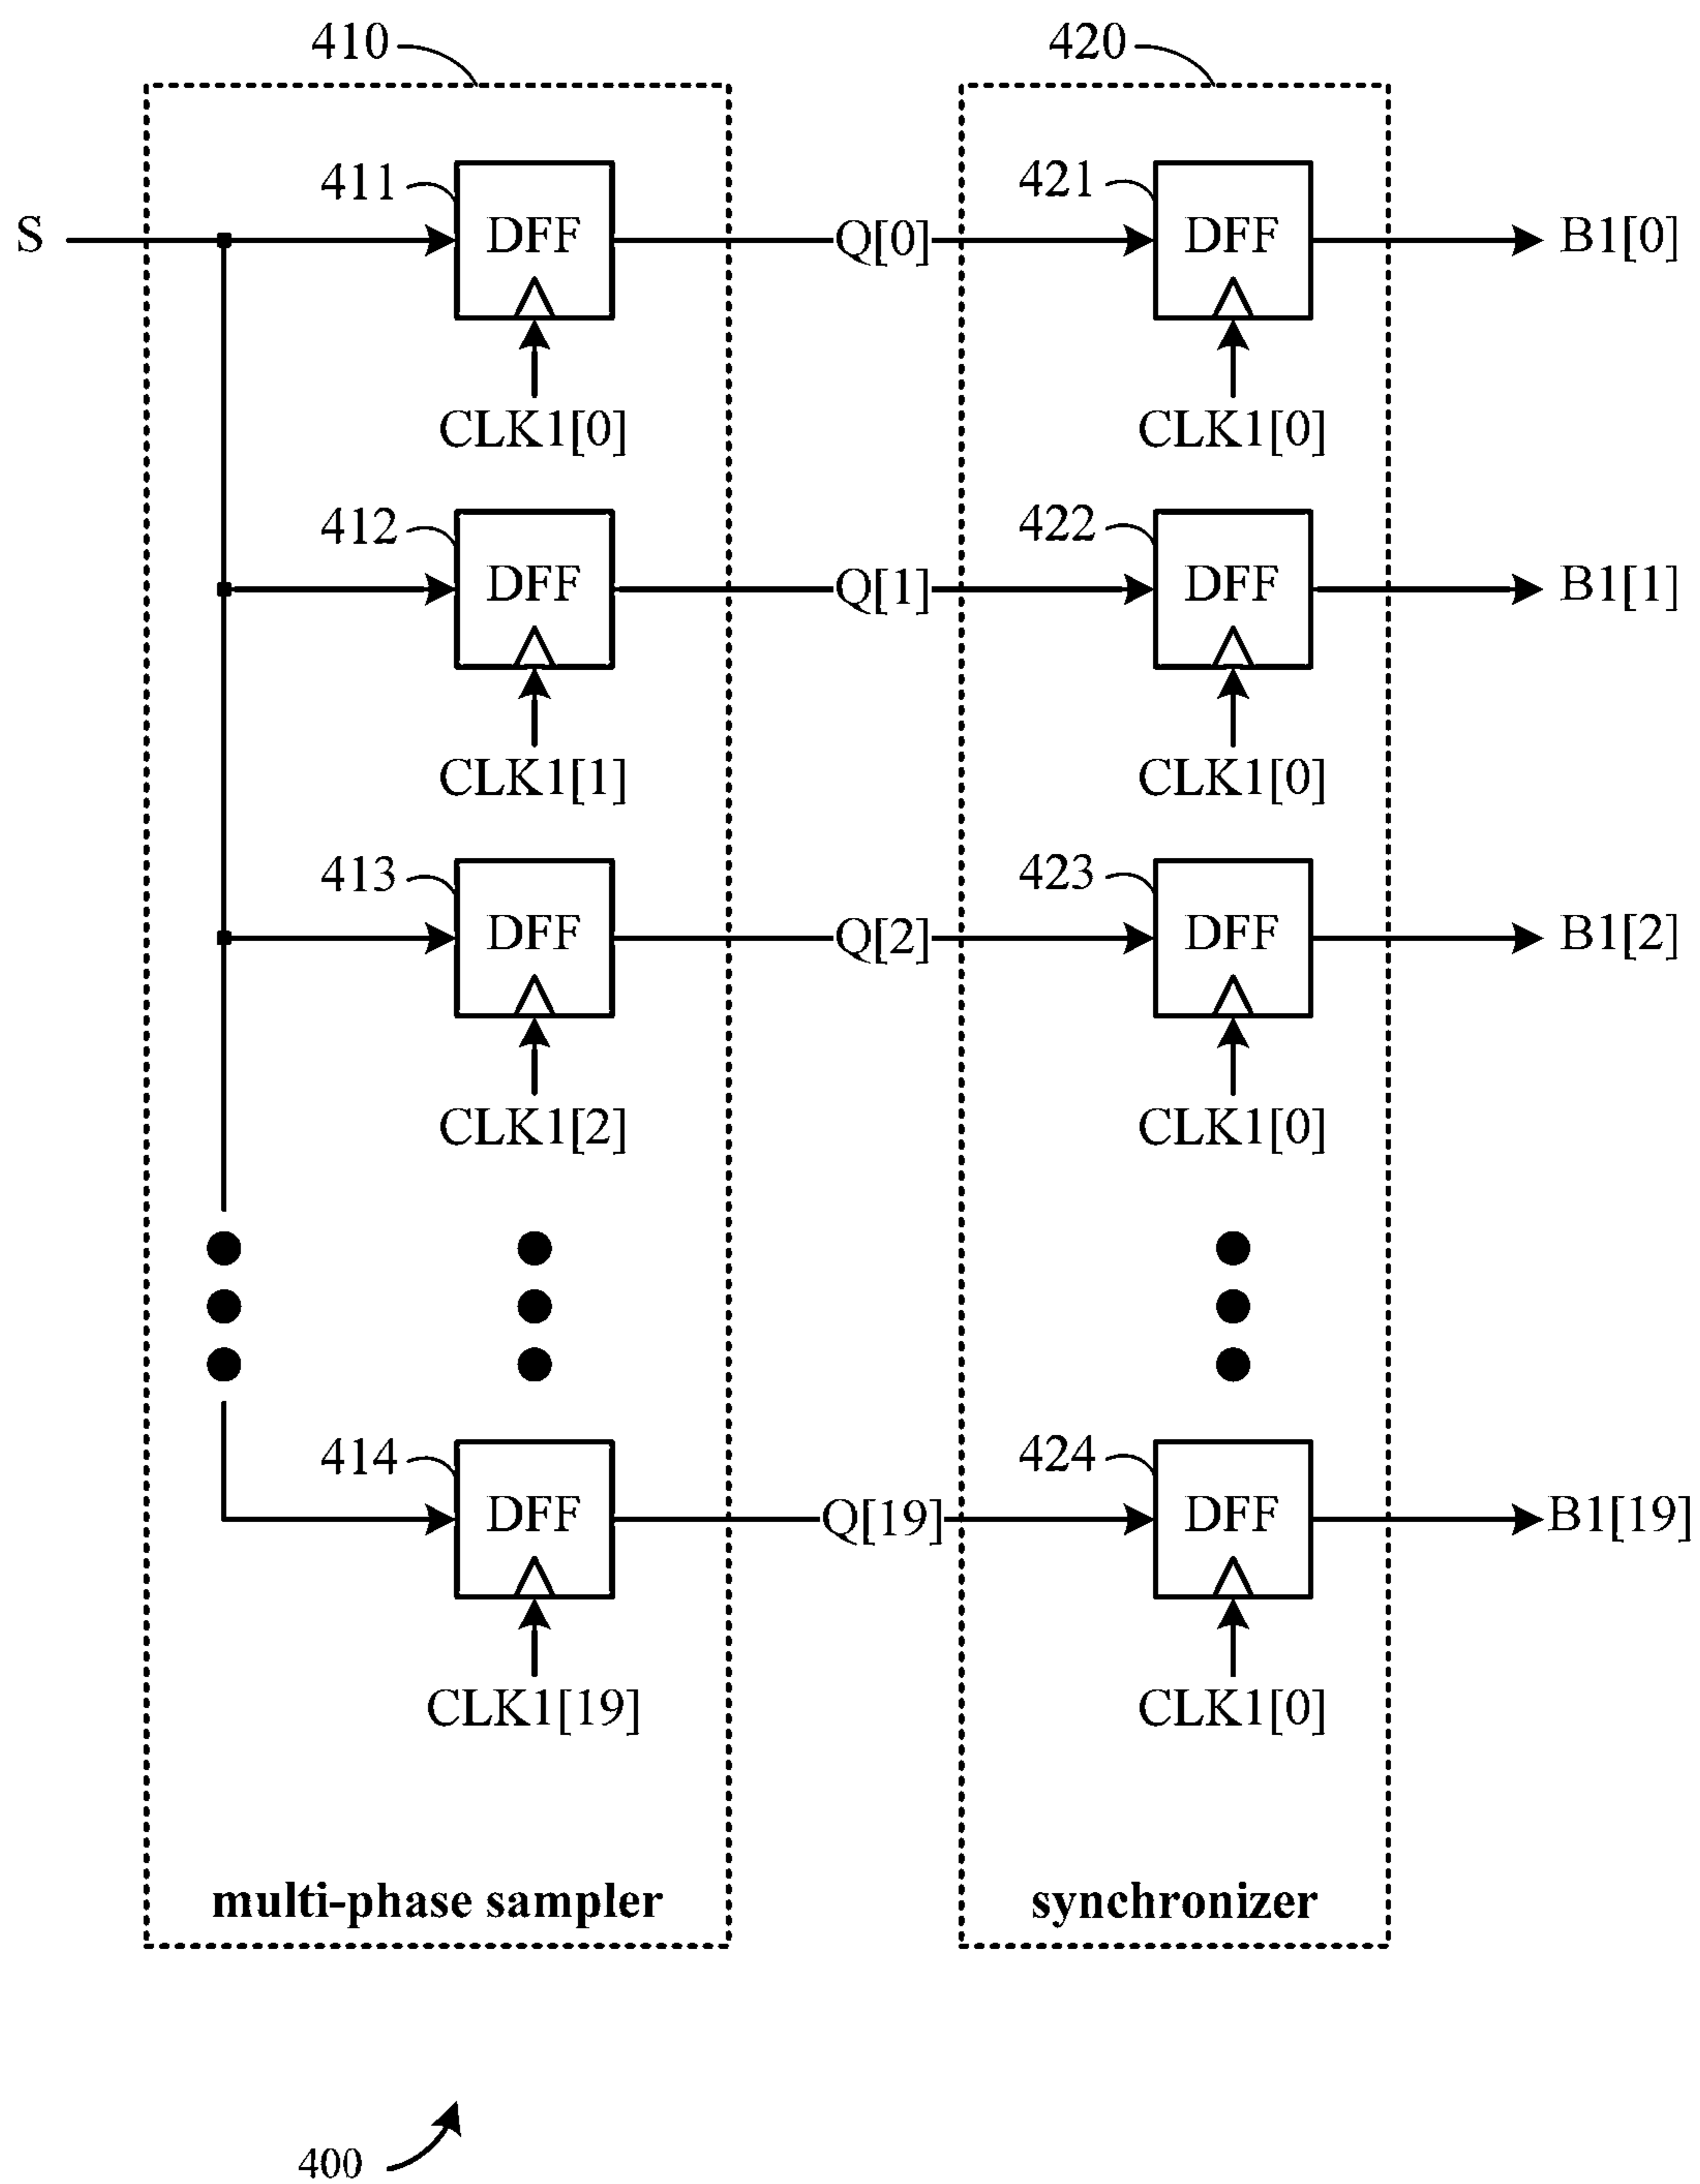 410 420
411 421
S DFF Q[0] DFF B1[0]
CLK1[0] CLK1[0]
412 422
DFF Q[1] DFF B1[1]
CLK1[1] CLK1[0]
413 423
DFF Q[2] DFF B1[2]
CLK1[2] CLK1[0]
414 424
DFF Q[19] DFF B1[19]
CLK1[19] CLK1[0]
multi-phase sampler synchronizer
400